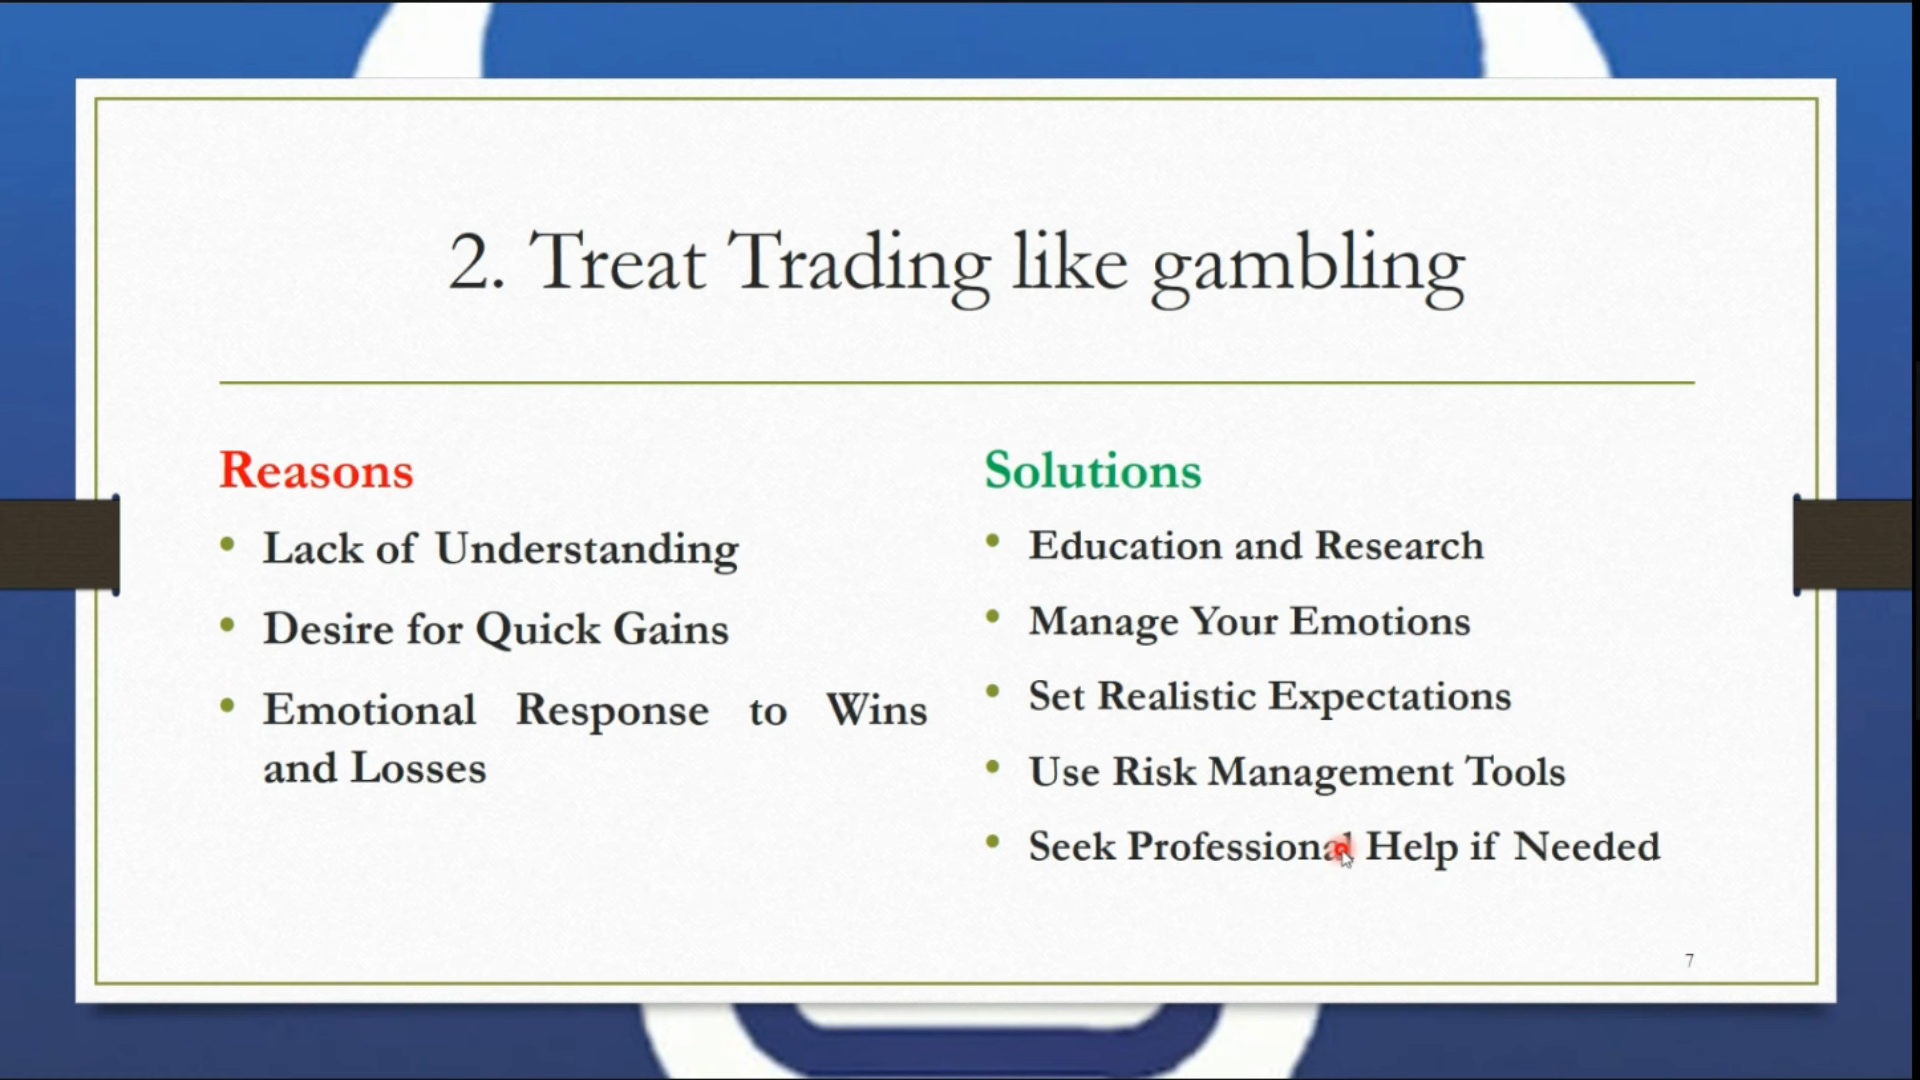 2. Treat Trading like gambling
Reasons
• Lack of Understanding
• Desire for Quick Gains
• Emotional Response to Wins
and Losses
Solutions
• Education and Research
• Manage Your Emotions
• Set Realistic Expectations
• Use Risk Management Tools
• Seek Professional Help if Needed
7